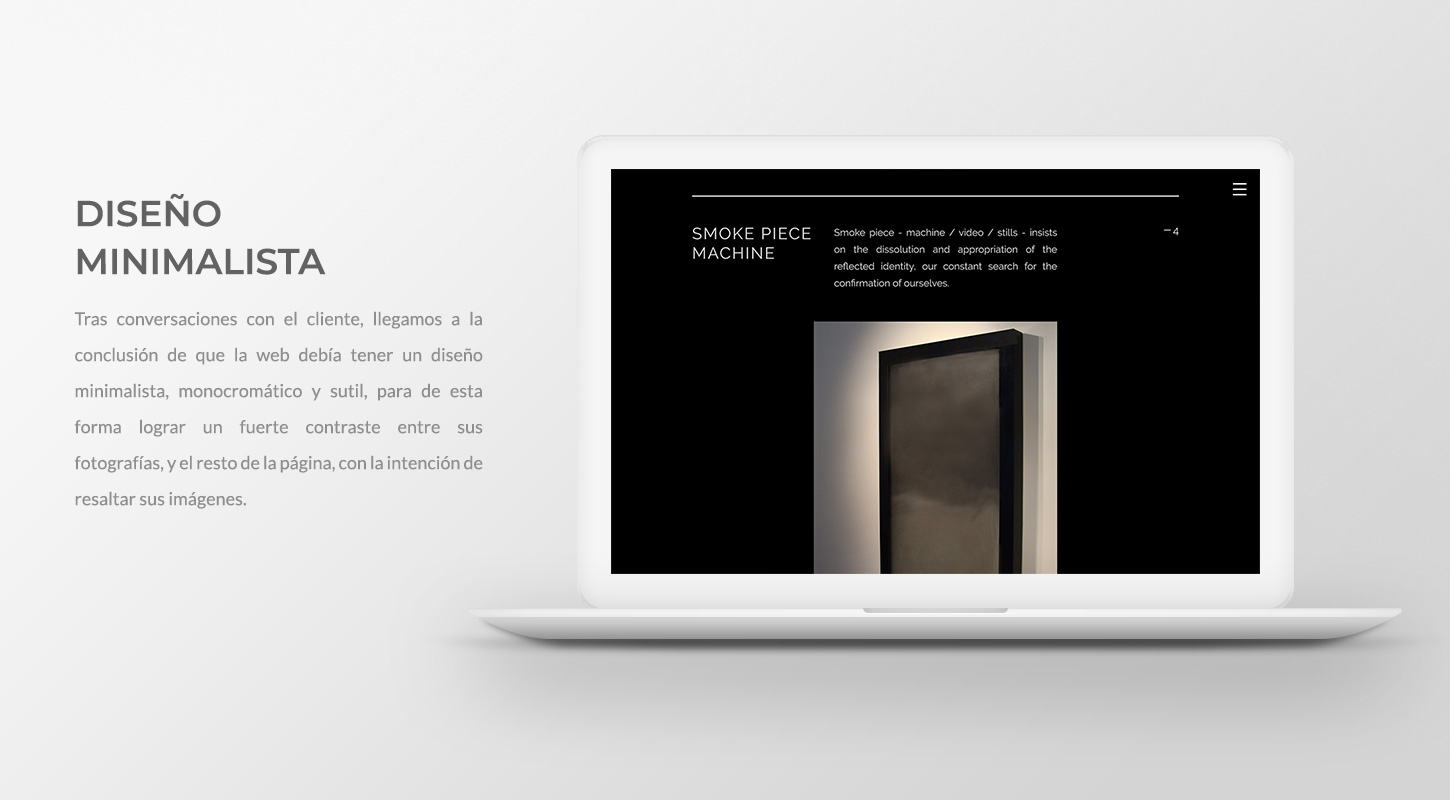 DISEÑO
MINIMALISTA
Tras conversaciones con el cliente, llegamos a la
conclusión de que la web debía tener un diseño
minimalista, monocromático y sutil, para de esta
forma lograr un fuerte contraste entre sus
fotografías, y el resto de la página, con la intención de
resaltar sus imágenes.
SMOKE PIECE
MACHINE
Smoke piece - machine / video / stills - insists
on the dissolution and appropriation of the
reflected identity, our constant search for the
confirmation of ourselves.
—4